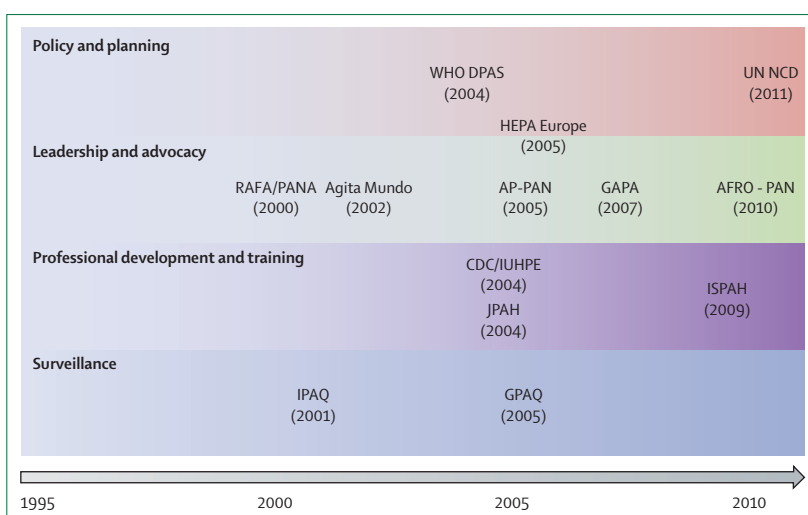 Policy and planning
WHO DPAS
(2004)
UN NCD
(2011)
HEPA Europe
(2005)
Leadership and advocacy
RAFA/PANA
(2000)
Agita Mundo
(2002)
AP-PAN
(2005)
GAPA
(2007)
AFRO - PAN
(2010)
Professional development and training
CDC/IUHPE
(2004)
JPAH
(2004)
ISPAH
(2009)
Surveillance
IPAQ
(2001)
GPAQ
(2005)
1995 2000 2005 2010